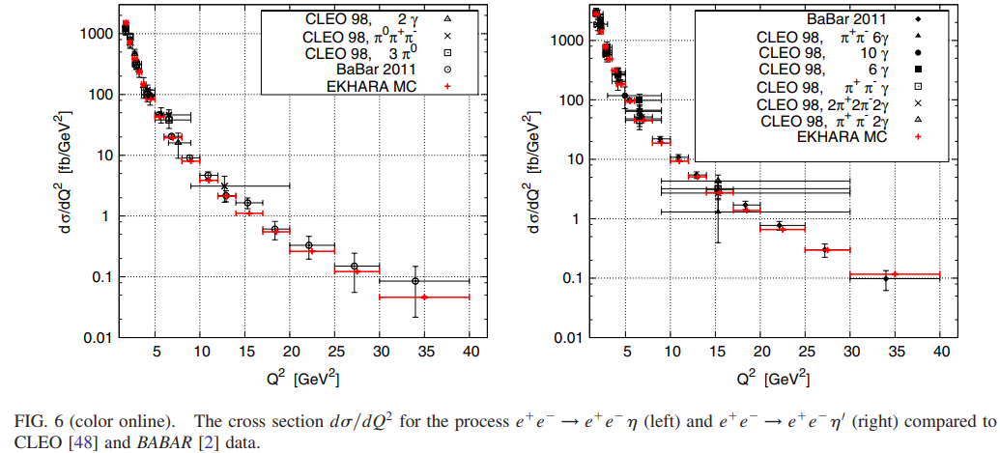 CLEO 98, 2 γ
CLEO 98, π⁰π⁺π⁻
CLEO 98, 3 π⁰
BaBar 2011
EKHARA MC
1000
100
10
1
0.1
0.01
dσ/dQ² [fb/GeV²]
5 10 15 20 25 30 35 40
Q² [GeV²]
BaBar 2011
CLEO 98, π⁺π⁻ 6γ
CLEO 98, 10 γ
CLEO 98, 6 γ
CLEO 98, π⁺ π⁻ γ
CLEO 98, 2π⁺2π⁻2γ
CLEO 98, π⁺ π⁻ 2γ
EKHARA MC
1000
100
10
1
0.1
0.01
dσ/dQ² [fb/GeV²]
5 10 15 20 25 30 35 40
Q² [GeV²]
FIG. 6 (color online). The cross section dσ/dQ² for the process e⁺e⁻ → e⁺e⁻η (left) and e⁺e⁻ → e⁺e⁻η′ (right) compared to
CLEO [48] and BABAR [2] data.